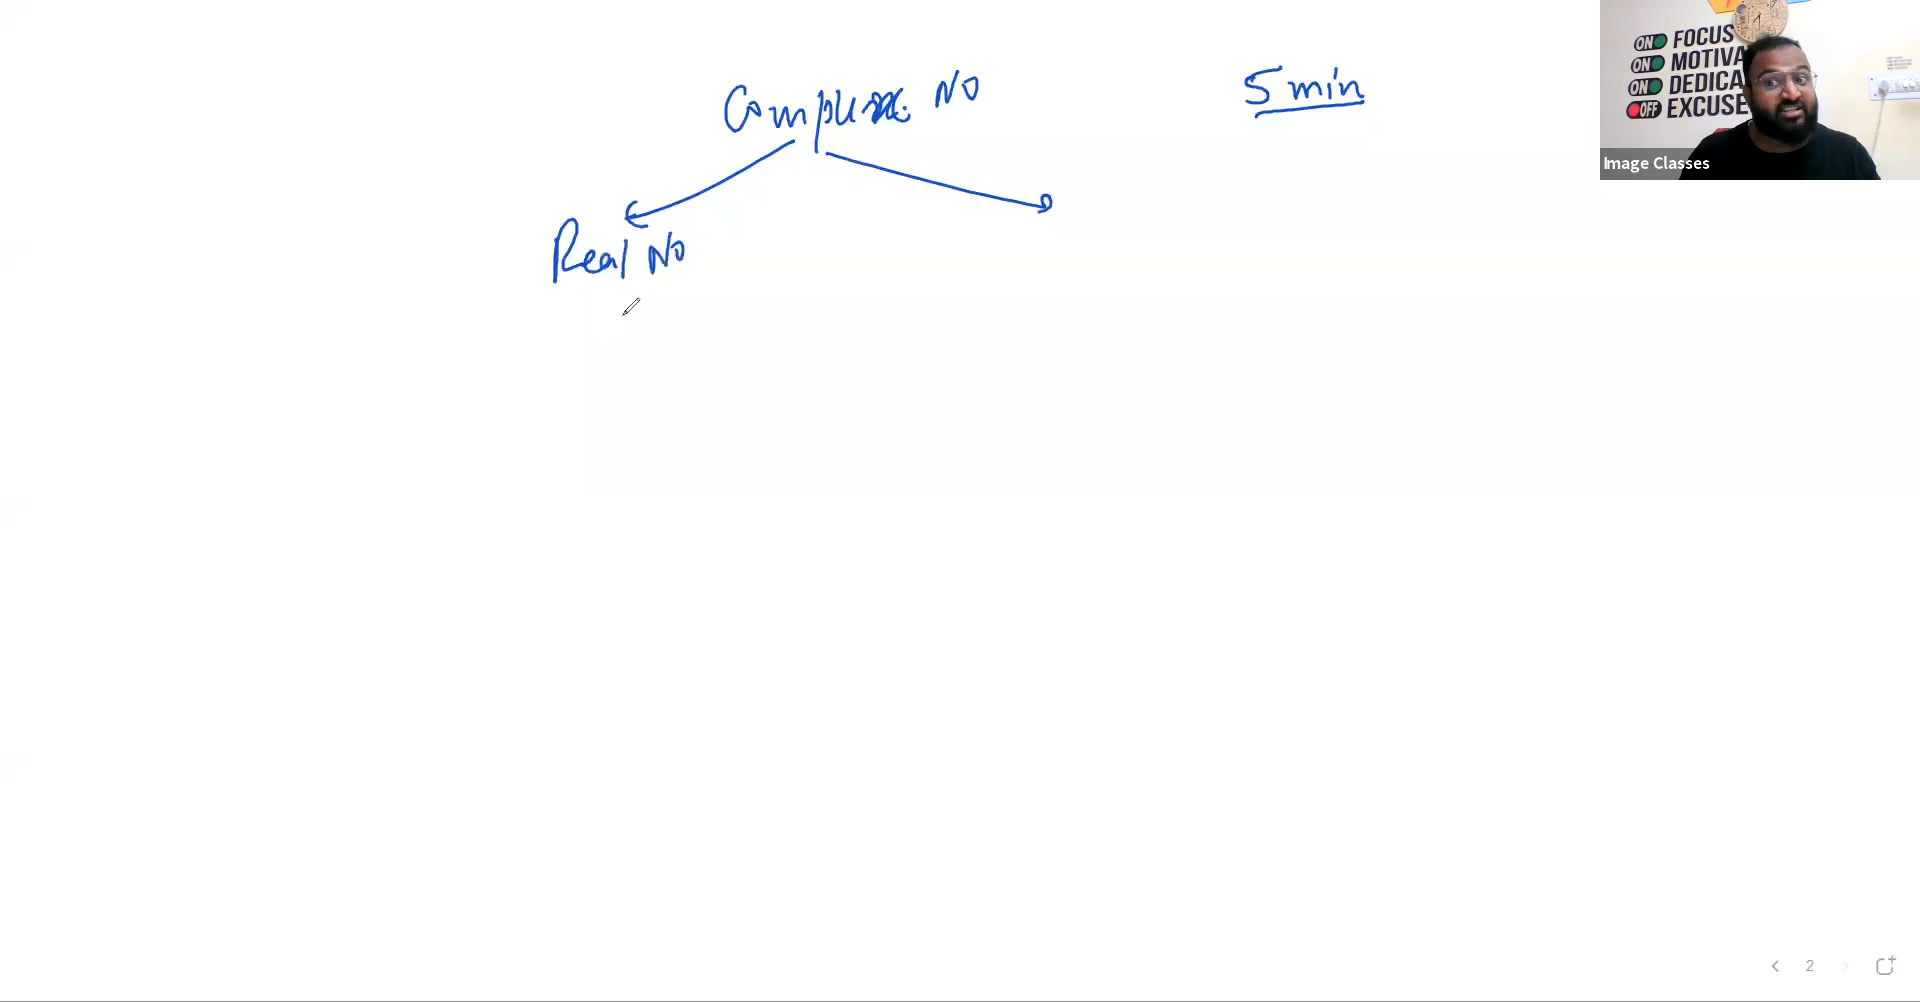 Complex No
5 min
Real No
ON FOCUS
ON MOTIVA
ON DEDICA
OFF EXCUSE
Image Classes
2